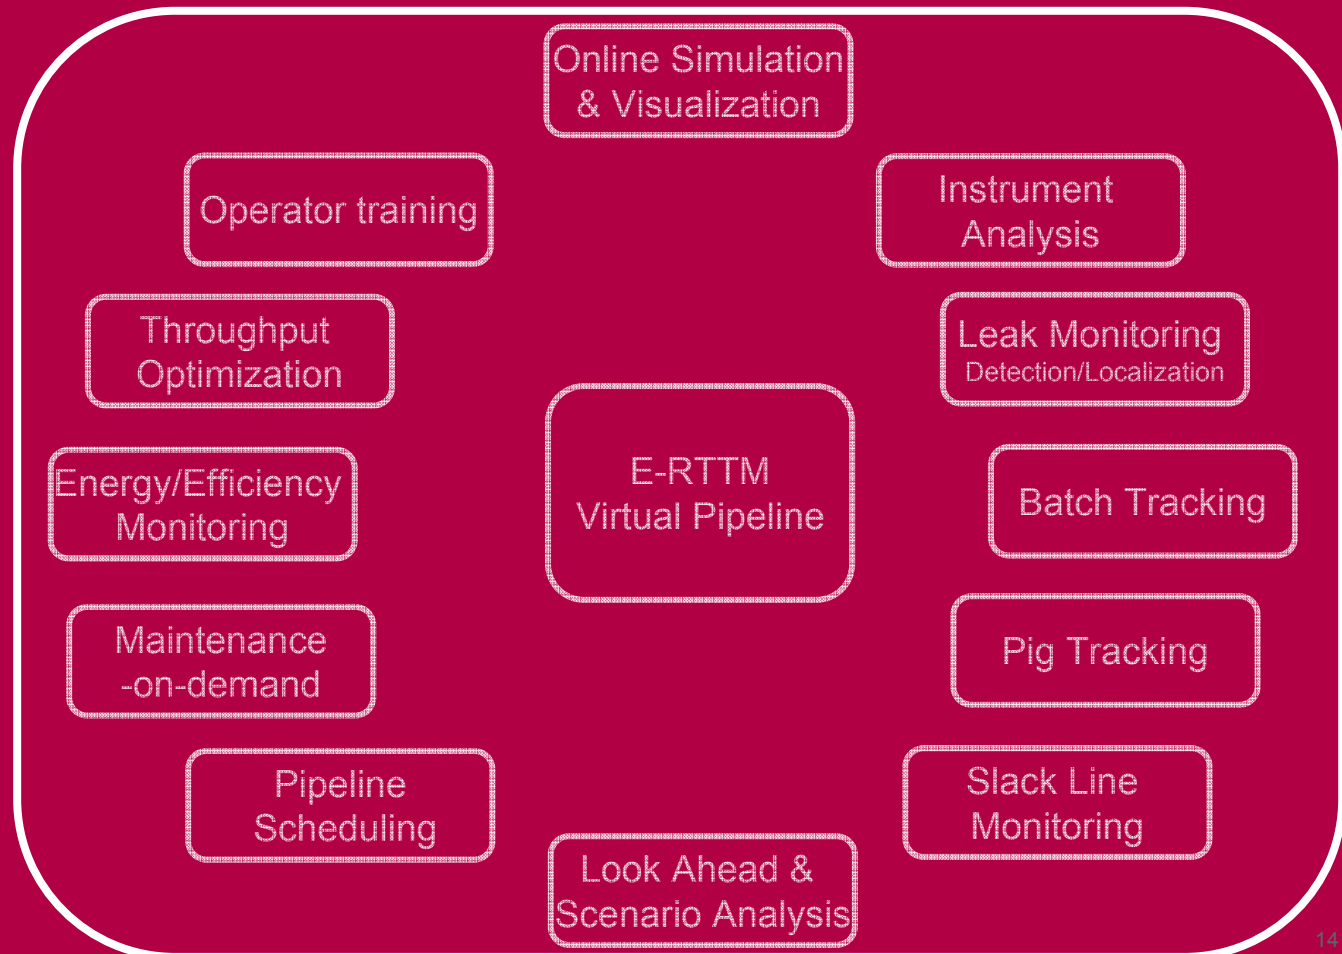 Online Simulation
& Visualization
Operator training
Instrument
Analysis
Throughput
Optimization
Leak Monitoring
Detection/Localization
E-RTTM
Virtual Pipeline
Energy/Efficiency
Monitoring
Batch Tracking
Maintenance
-on-demand
Pig Tracking
Pipeline
Scheduling
Slack Line
Monitoring
Look Ahead &
Scenario Analysis
14